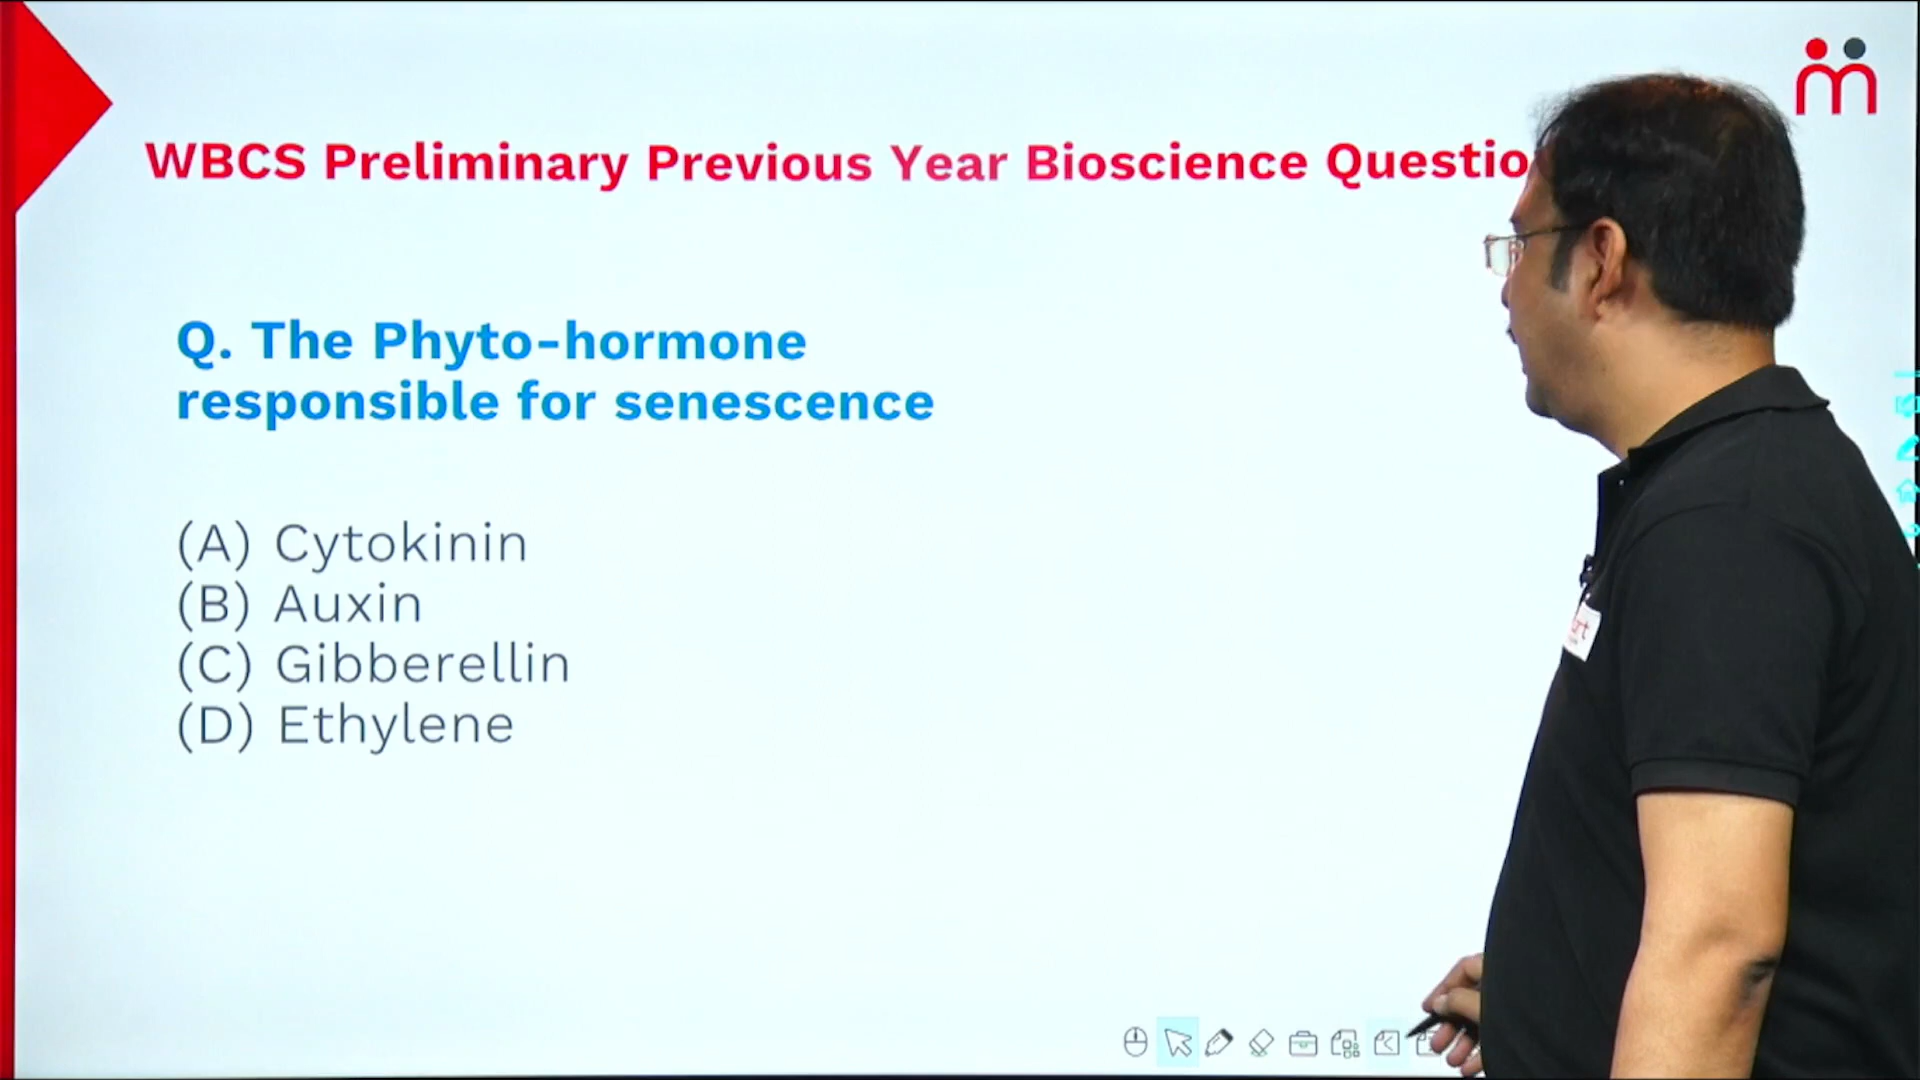 WBCS Preliminary Previous Year Bioscience Questio
Q. The Phyto-hormone
responsible for senescence
(A) Cytokinin
(B) Auxin
(C) Gibberellin
(D) Ethylene